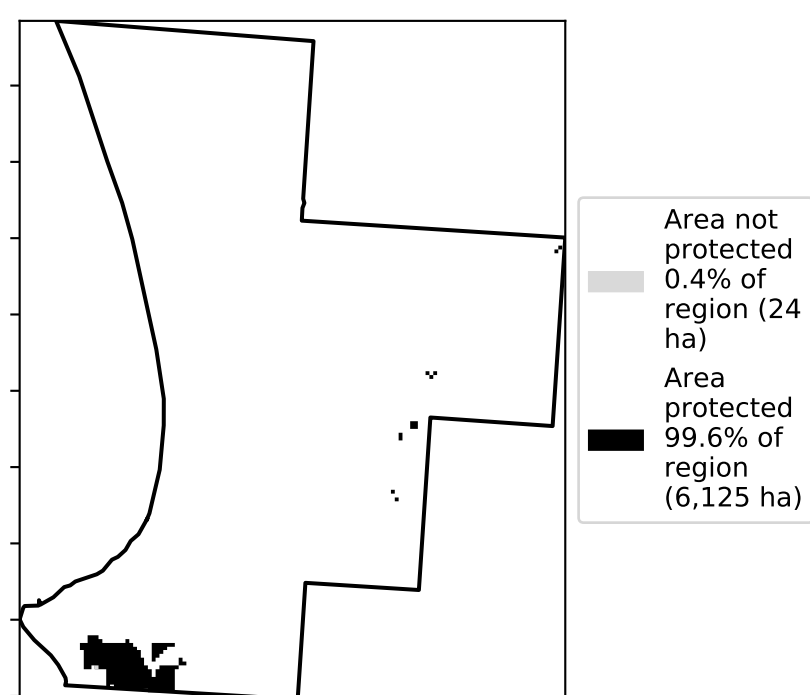 Area not
protected
0.4% of
region (24
ha)
Area
protected
99.6% of
region
(6,125 ha)